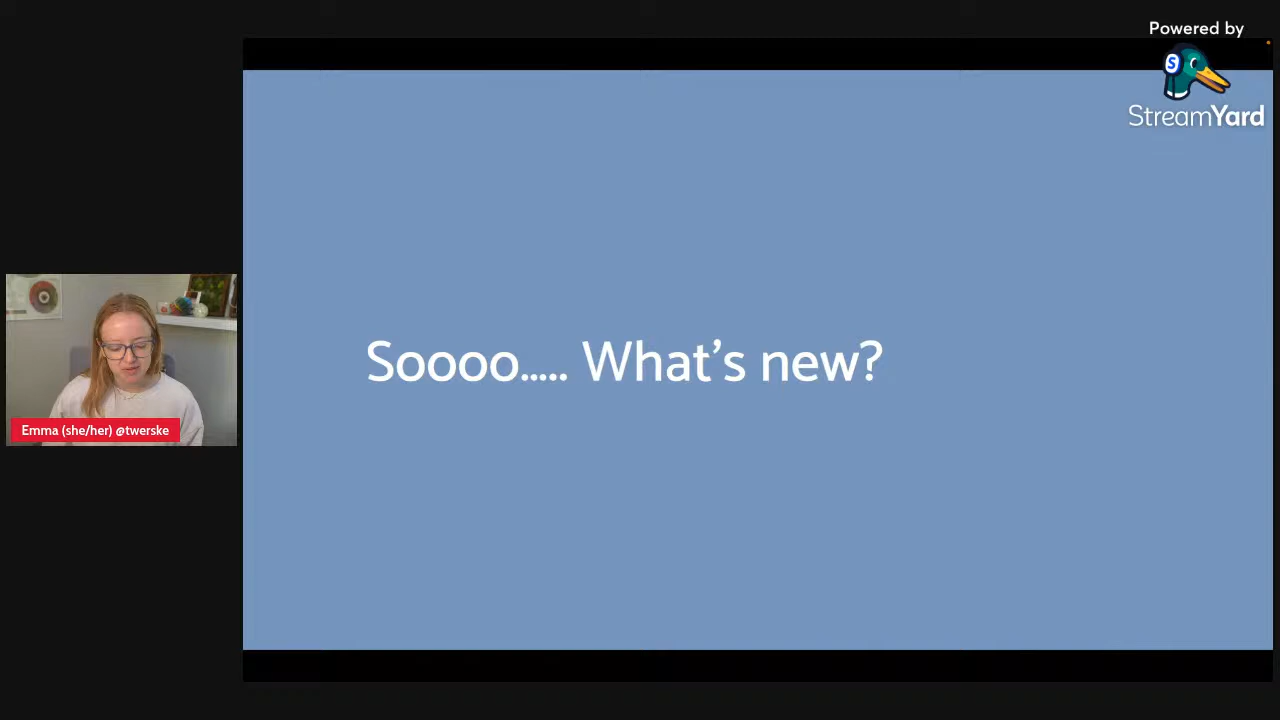 Powered by
S
StreamYard
Soooo..... What's new?
Emma (she/her) @twerske